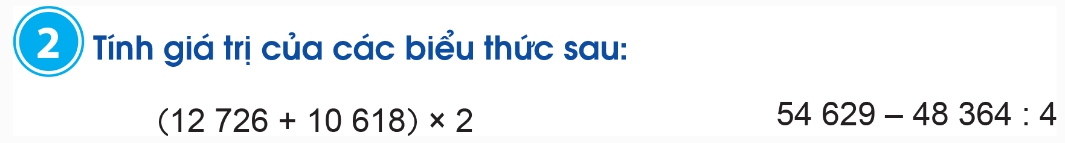 2 Tính giá trị của các biểu thức sau:
(12 726 + 10 618) × 2 54 629 – 48 364 : 4